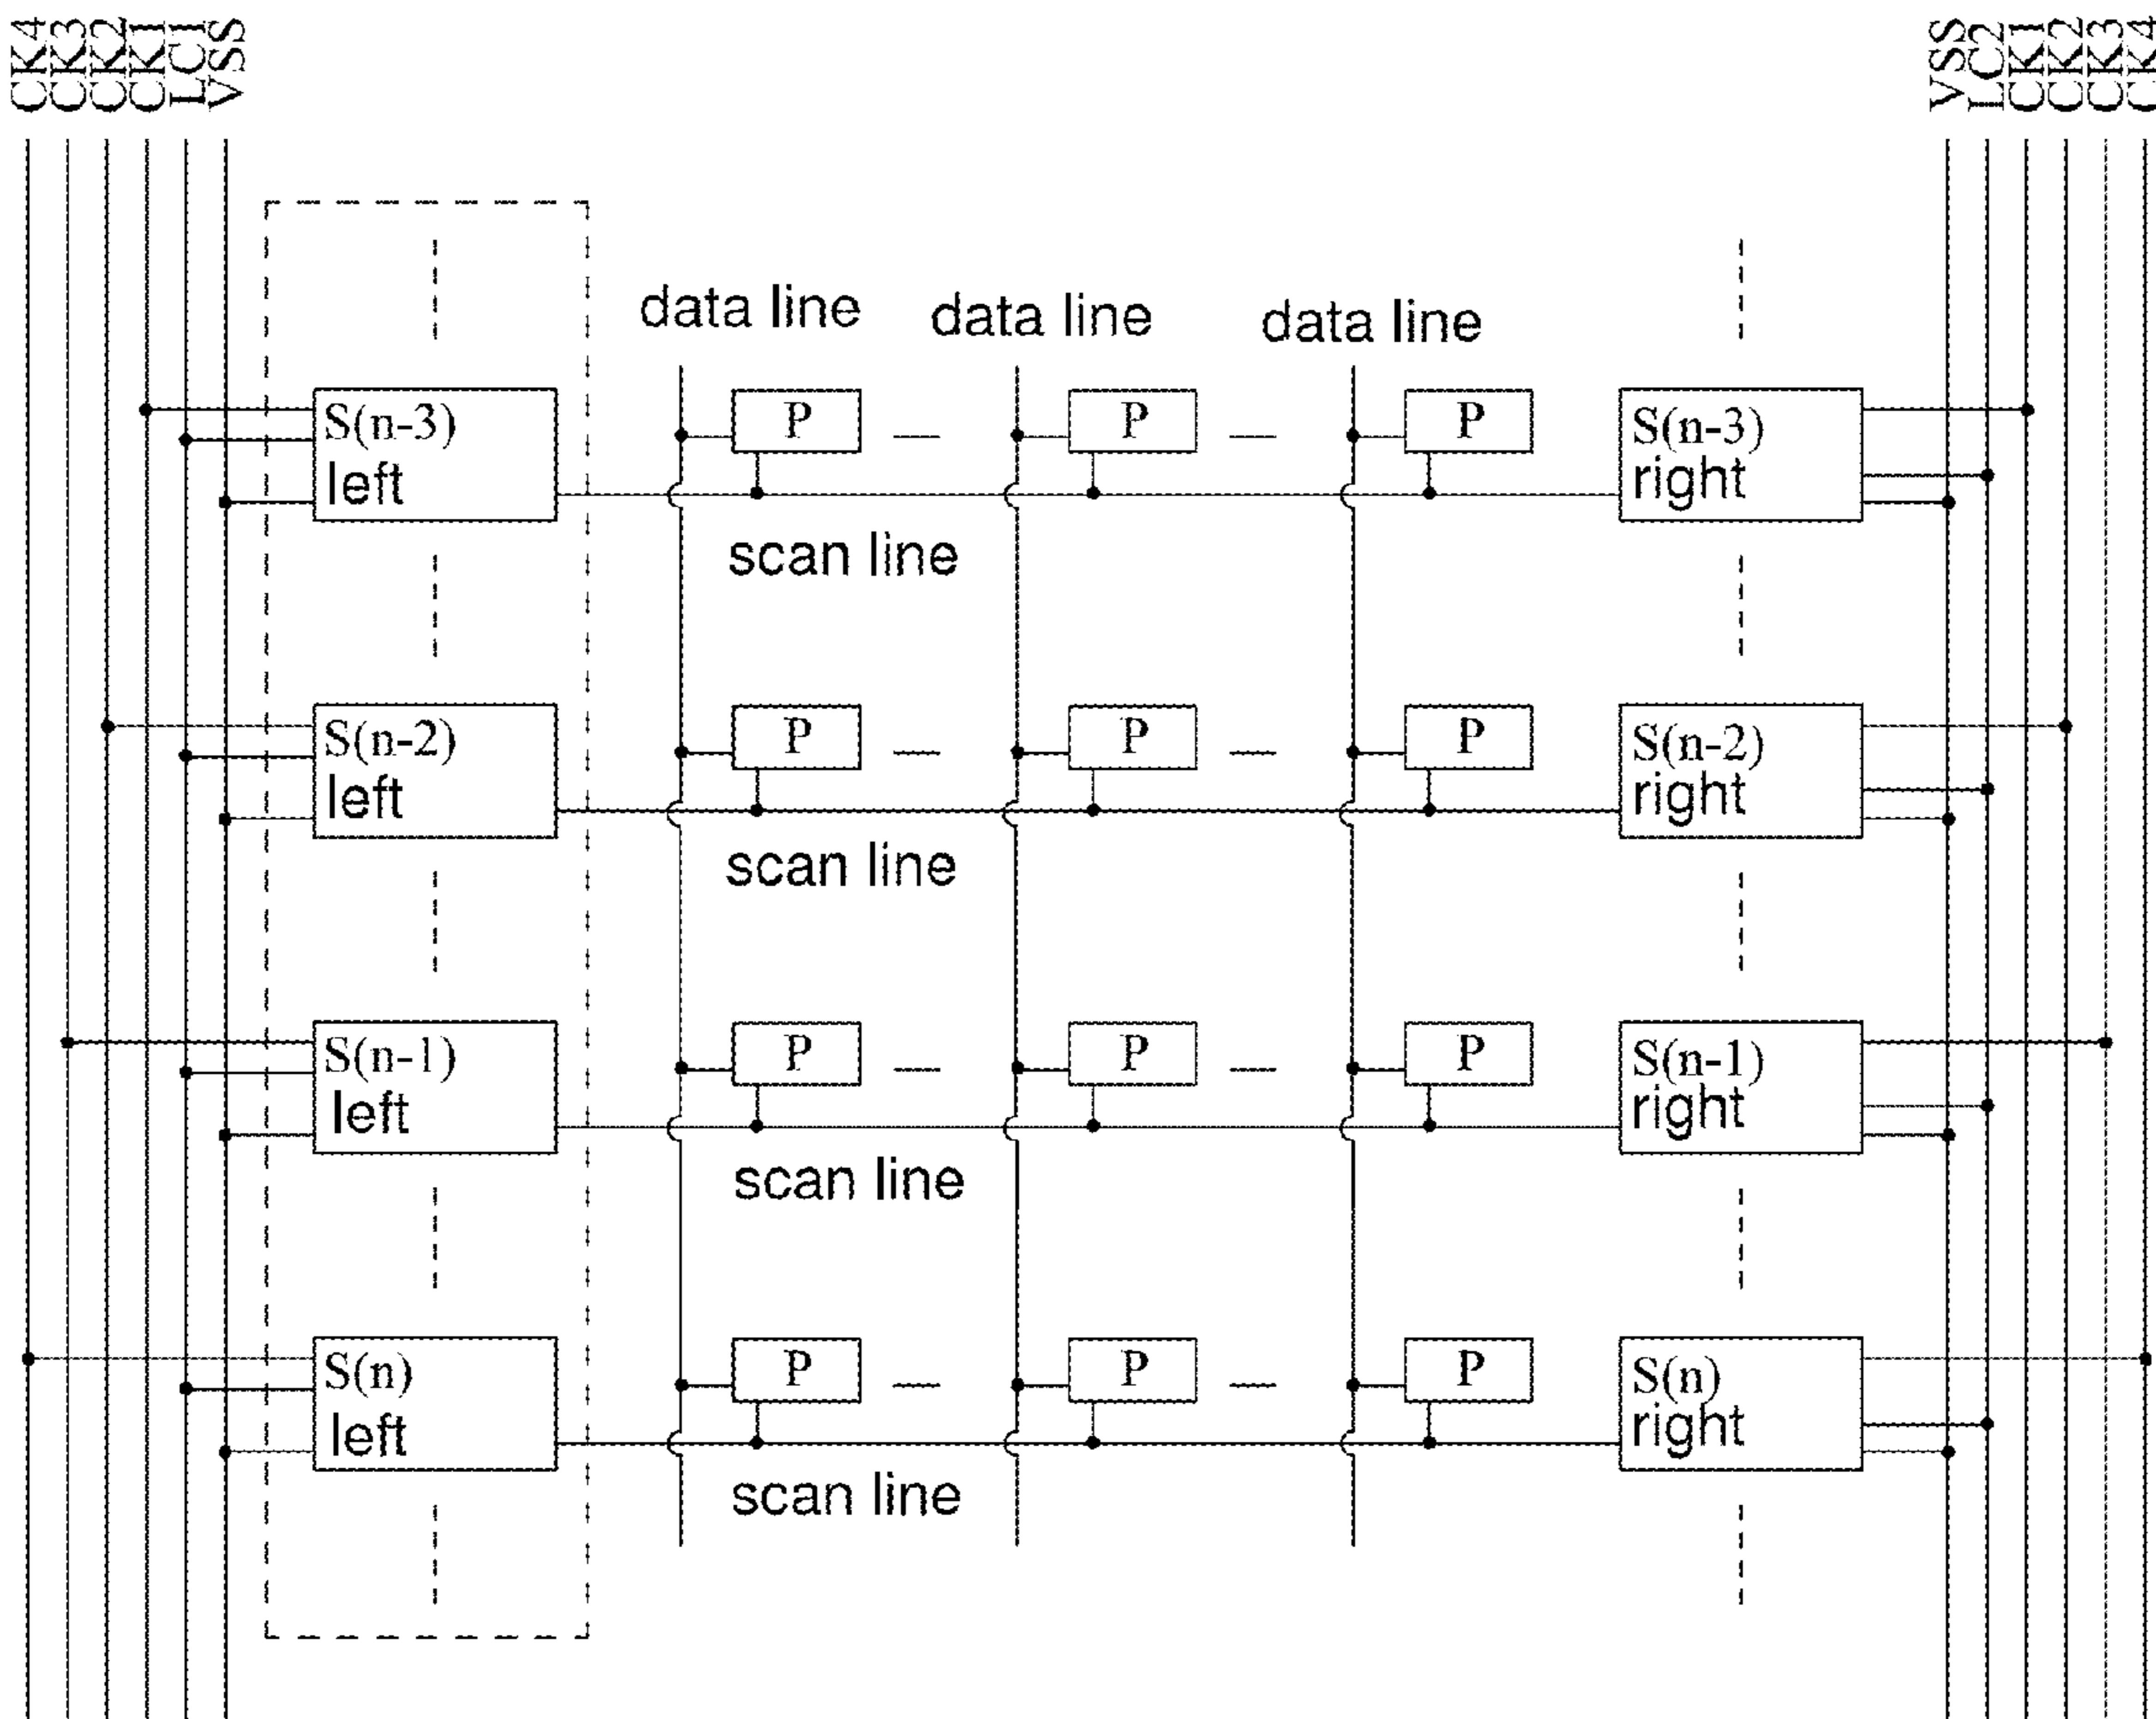 CK4
CK3
CK2
CK1
LC1
VSS
VSS
LC2
CK1
CK2
CK3
CK4
data line
data line
data line
S(n-3)
left
P
P
P
S(n-3)
right
scan line
S(n-2)
left
P
P
P
S(n-2)
right
scan line
S(n-1)
left
P
P
P
S(n-1)
right
scan line
S(n)
left
P
P
P
S(n)
right
scan line